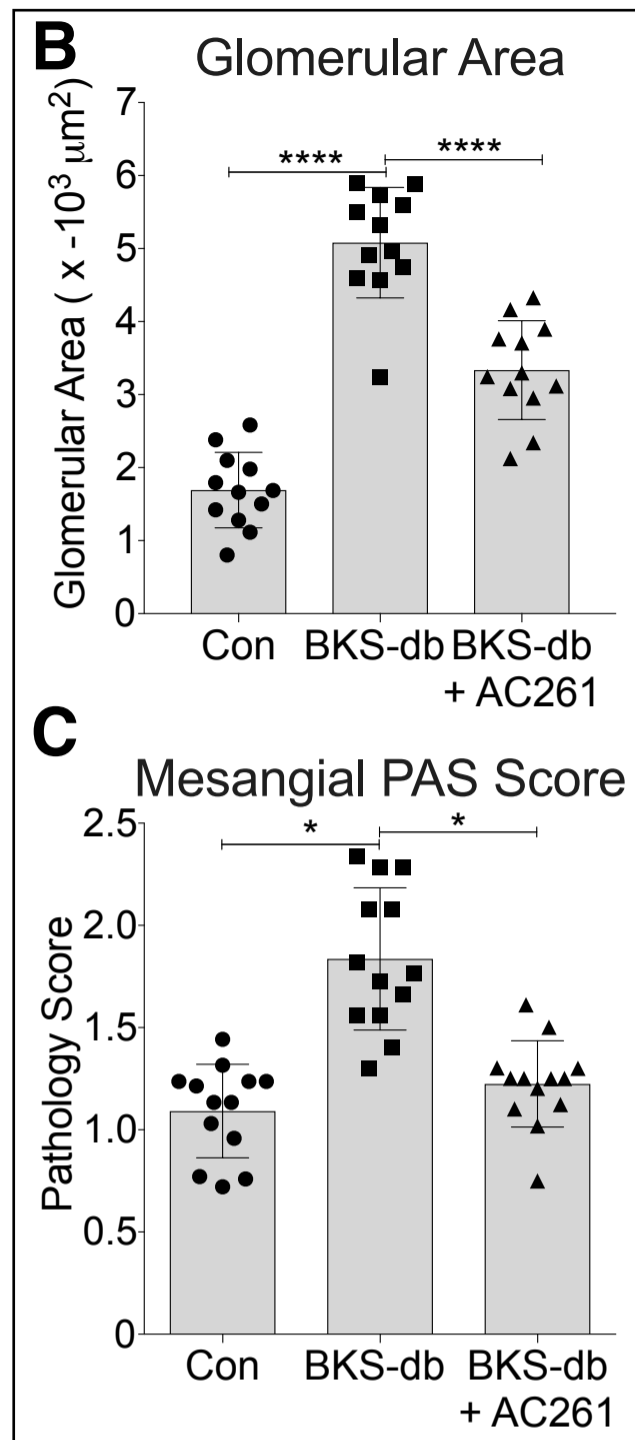 B Glomerular Area
Glomerular Area ( x -10³ μm²)
7
6
5
4
3
2
1
0
**** ****
Con BKS-db BKS-db
+ AC261
C
Mesangial PAS Score
Pathology Score
2.5
2.0
1.5
1.0
0.5
0
* *
Con BKS-db BKS-db
+ AC261